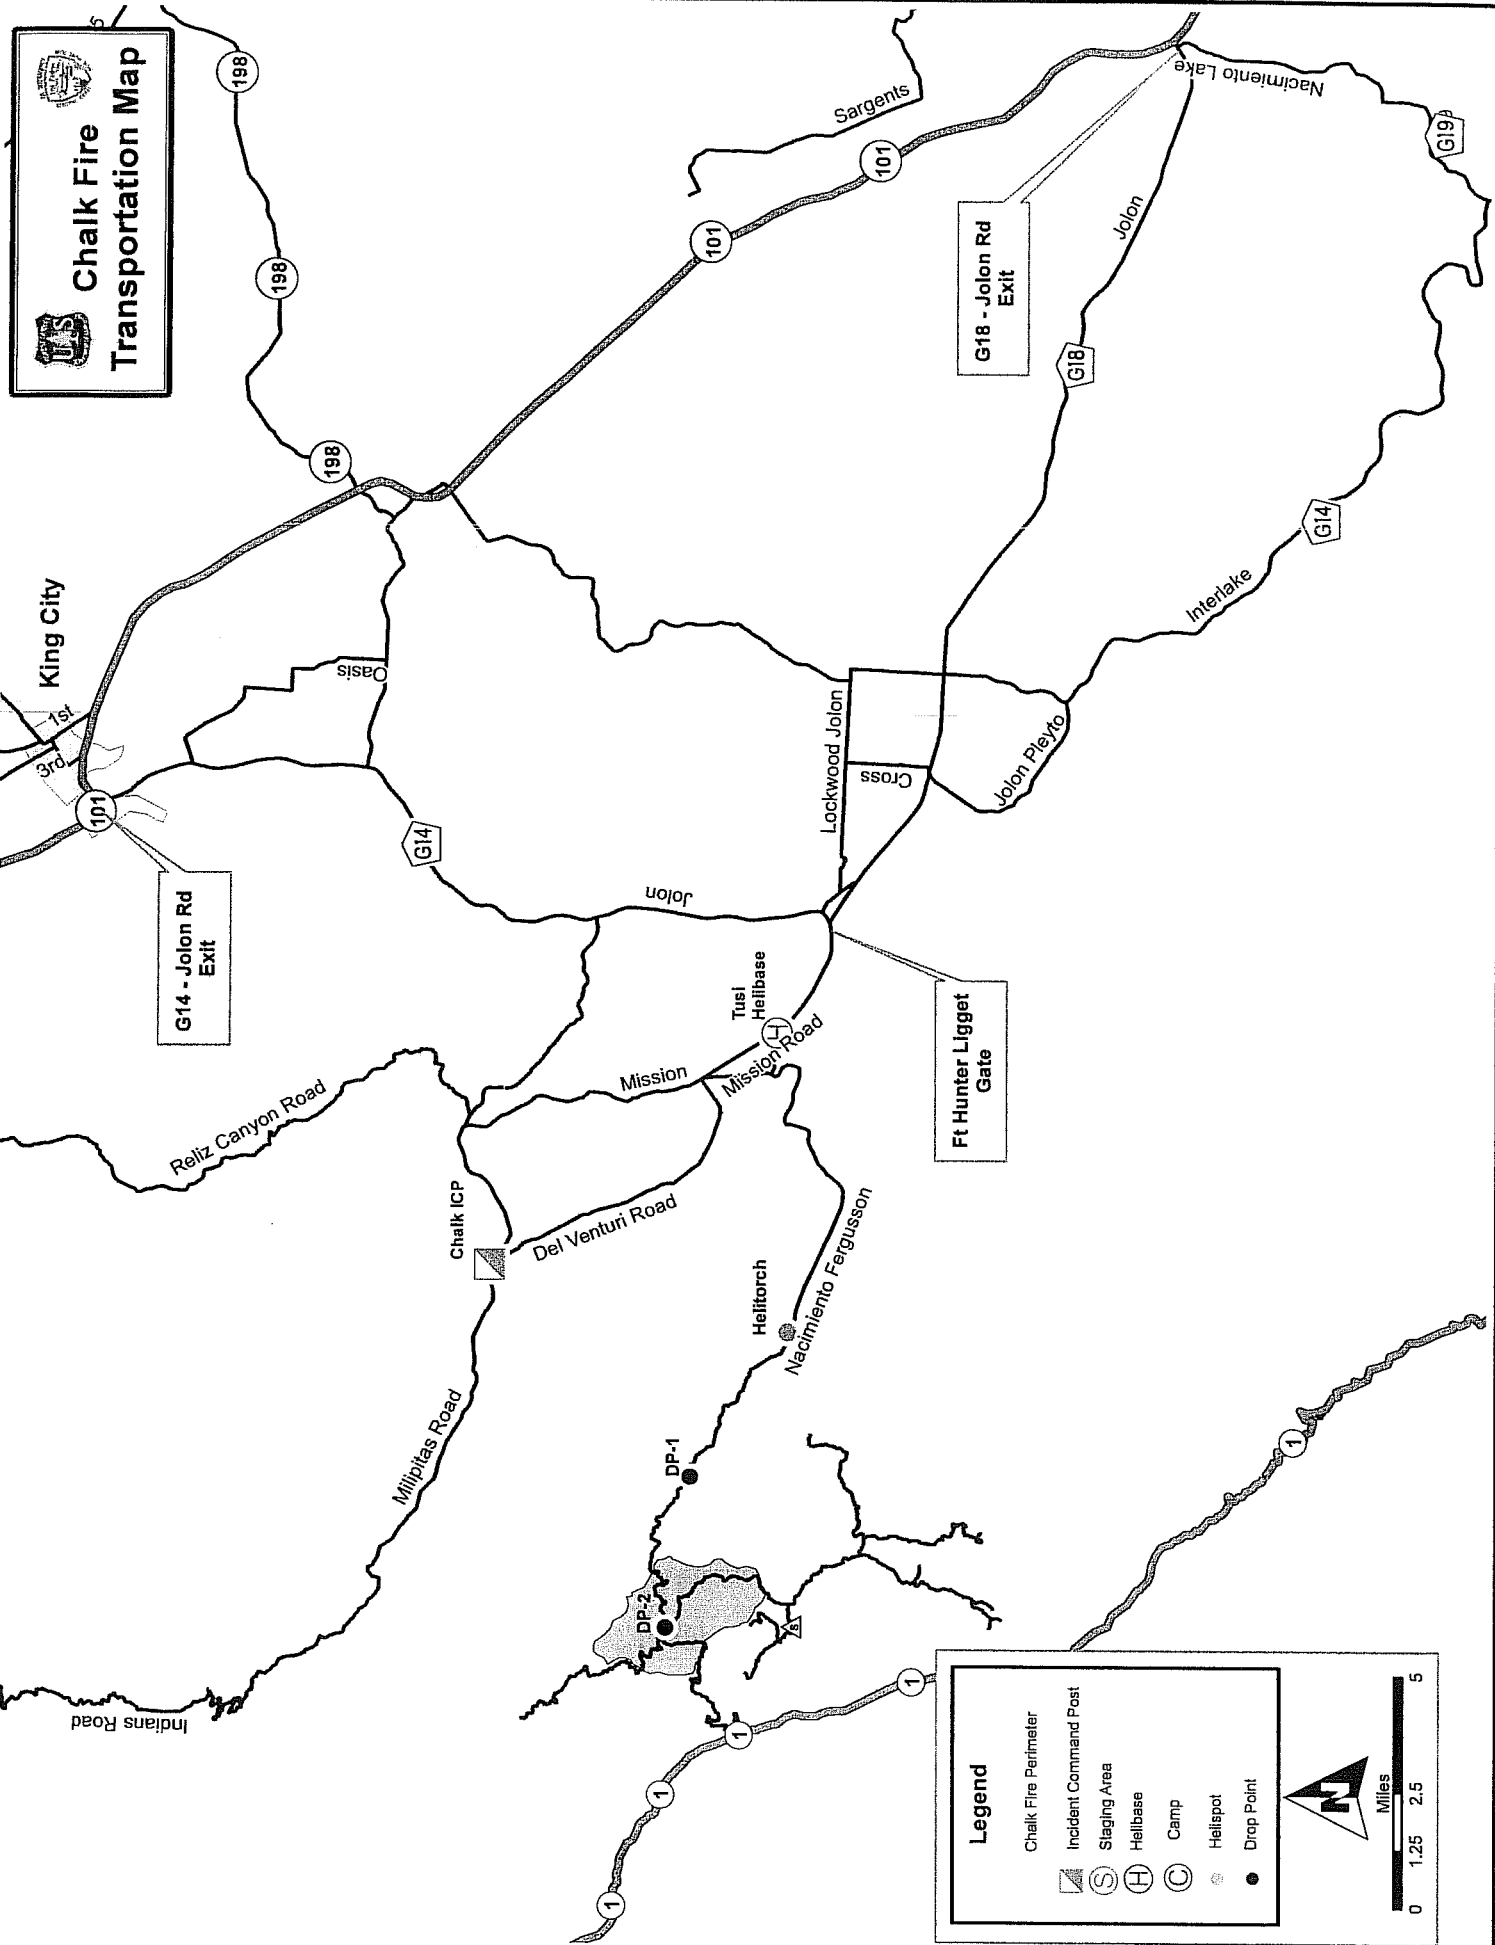 Chalk Fire
Transportation Map
U S
198
198
198
King City
1st
3rd
101
101
101
Sargents
Nacimiento Lake
G19
G18 - Jolon Rd
Exit
Jolon
G18
G14
Interlake
Oasis
Lockwood Jolon
Cross
Jolon Pleyto
G14
Jolon
G14 - Jolon Rd
Exit
Reliz Canyon Road
Tusi
Helibase
H
Mission
Mission Road
Ft Hunter Ligget
Gate
Chalk ICP
Del Venturi Road
Milipitas Road
Indians Road
Helitorch
Nacimiento Fergusson
DP-1
DP-2
S
1
1
1
1
1
Legend
Chalk Fire Perimeter
Incident Command Post
S Staging Area
H Helibase
C Camp
Helispot
Drop Point
N
Miles
0 1.25 2.5 5